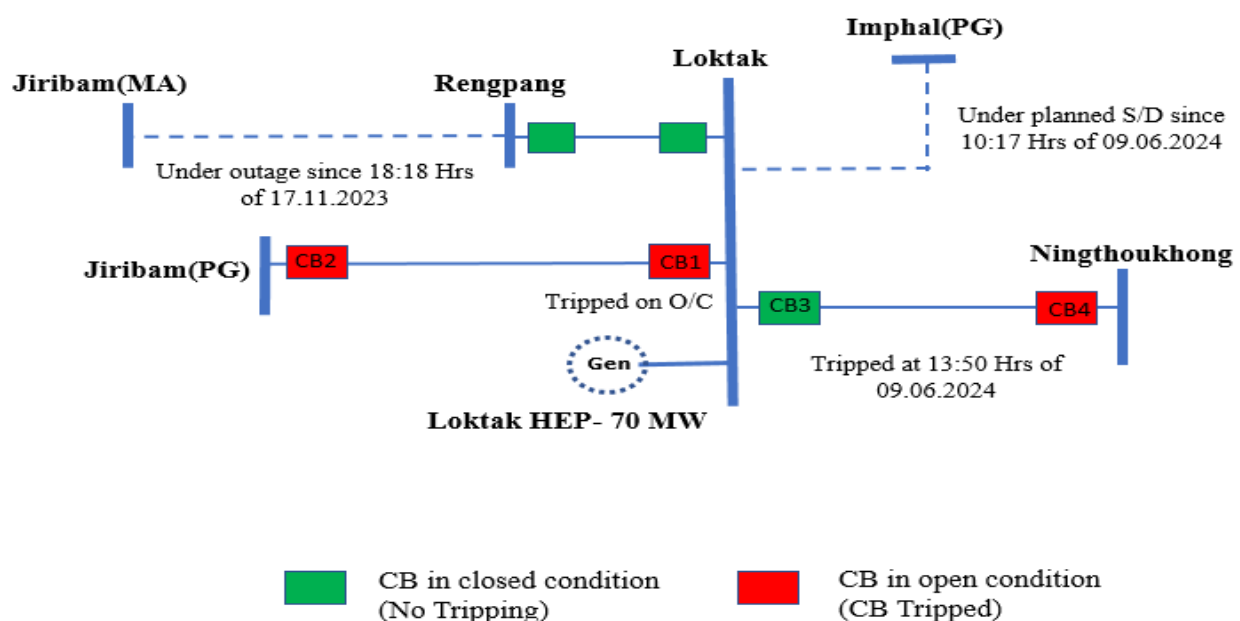 Imphal(PG)
Loktak
Jiribam(MA)
Rengpang
Under planned S/D since
10:17 Hrs of 09.06.2024
Under outage since 18:18 Hrs
of 17.11.2023
Ningthoukhong
Jiribam(PG)
CB2
CB1
Tripped on O/C
CB3
CB4
Gen
Tripped at 13:50 Hrs of
09.06.2024
Loktak HEP- 70 MW
CB in closed condition
(No Tripping)
CB in open condition
(CB Tripped)